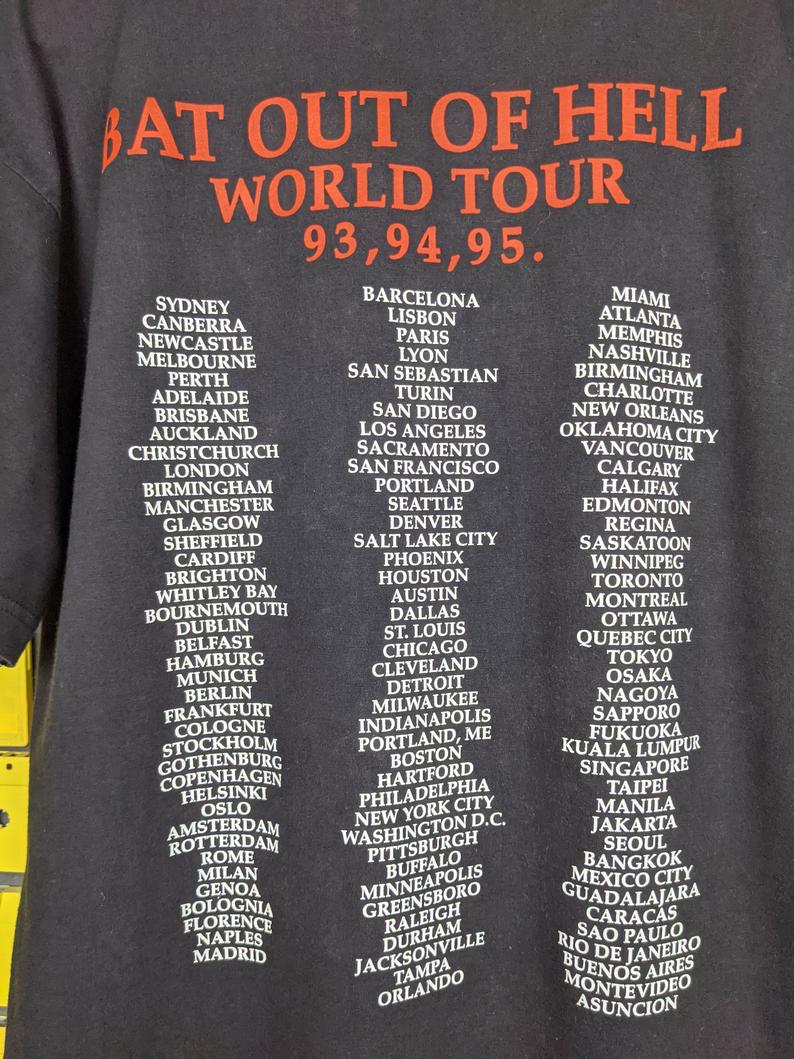 BAT OUT OF HELL
WORLD TOUR
93,94,95.
SYDNEY
CANBERRA
NEWCASTLE
MELBOURNE
PERTH
ADELAIDE
BRISBANE
AUCKLAND
CHRISTCHURCH
LONDON
BIRMINGHAM
MANCHESTER
GLASGOW
SHEFFIELD
CARDIFF
BRIGHTON
WHITLEY BAY
BOURNEMOUTH
DUBLIN
BELFAST
HAMBURG
MUNICH
BERLIN
FRANKFURT
COLOGNE
STOCKHOLM
GOTHENBURG
COPENHAGEN
HELSINKI
OSLO
AMSTERDAM
ROTTERDAM
ROME
MILAN
GENOA
BOLOGNIA
FLORENCE
NAPLES
MADRID
BARCELONA
LISBON
PARIS
LYON
SAN SEBASTIAN
TURIN
SAN DIEGO
LOS ANGELES
SACRAMENTO
SAN FRANCISCO
PORTLAND
SEATTLE
DENVER
SALT LAKE CITY
PHOENIX
HOUSTON
AUSTIN
DALLAS
ST. LOUIS
CHICAGO
CLEVELAND
DETROIT
MILWAUKEE
INDIANAPOLIS
PORTLAND, ME
BOSTON
HARTFORD
PHILADELPHIA
NEW YORK CITY
WASHINGTON D.C.
PITTSBURGH
BUFFALO
MINNEAPOLIS
GREENSBORO
RALEIGH
DURHAM
JACKSONVILLE
TAMPA
ORLANDO
MIAMI
ATLANTA
MEMPHIS
NASHVILLE
BIRMINGHAM
CHARLOTTE
NEW ORLEANS
OKLAHOMA CITY
VANCOUVER
CALGARY
HALIFAX
EDMONTON
REGINA
SASKATOON
WINNIPEG
TORONTO
MONTREAL
OTTAWA
QUEBEC CITY
TOKYO
OSAKA
NAGOYA
SAPPORO
FUKUOKA
KUALA LUMPUR
SINGAPORE
TAIPEI
MANILA
JAKARTA
SEOUL
BANGKOK
MEXICO CITY
GUADALAJARA
CARACAS
SAO PAULO
RIO DE JANEIRO
BUENOS AIRES
MONTEVIDEO
ASUNCION